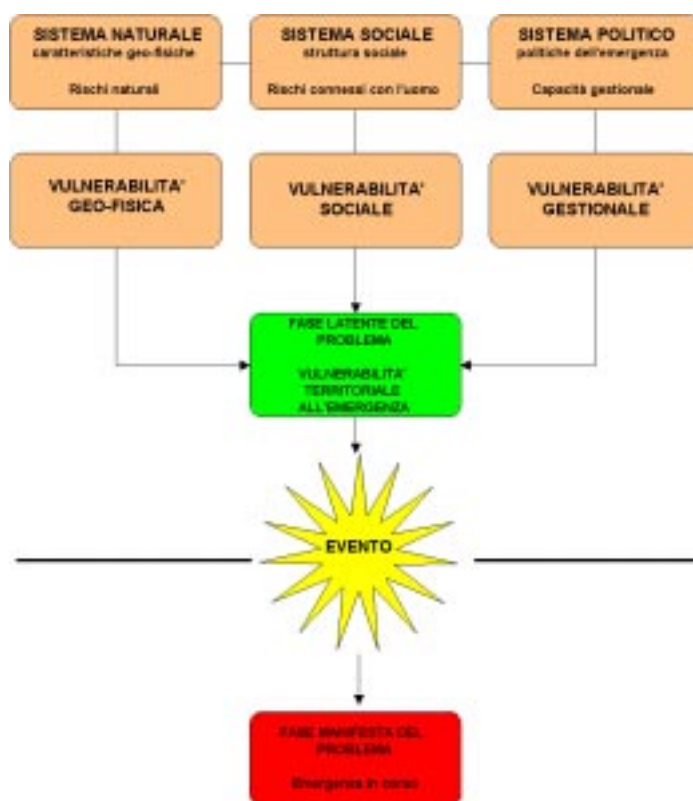 SISTEMA NATURALE
caratteristiche geo-fisiche
Rischi naturali
SISTEMA SOCIALE
struttura sociale
Rischi connessi con l'uomo
SISTEMA POLITICO
politiche dell'emergenza
Capacità gestionale
VULNERABILITA'
GEO-FISICA
VULNERABILITA'
SOCIALE
VULNERABILITA'
GESTIONALE
FASE LATENTE DEL
PROBLEMA
VULNERABILITA'
TERRITORIALE
ALL'EMERGENZA
EVENTO
FASE MANIFESTA DEL
PROBLEMA
Emergenza in corso